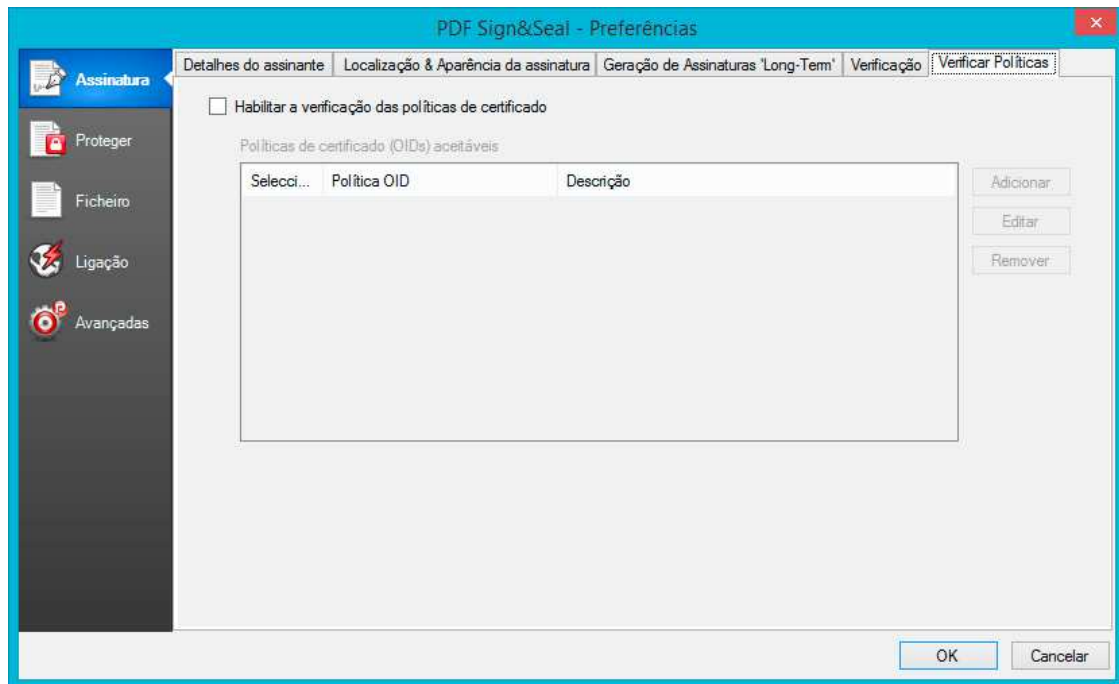 PDF Sign&Seal - Preferências
Assinatura
Proteger
Ficheiro
Ligação
Avançadas
Detalhes do assinante
Localização & Aparência da assinatura
Geração de Assinaturas 'Long-Term'
Verificação
Verificar Políticas
Habilitar a verificação das políticas de certificado
Políticas de certificado (OIDs) aceitáveis
Selecci...
Política OID
Descrição
Adicionar
Editar
Remover
OK
Cancelar